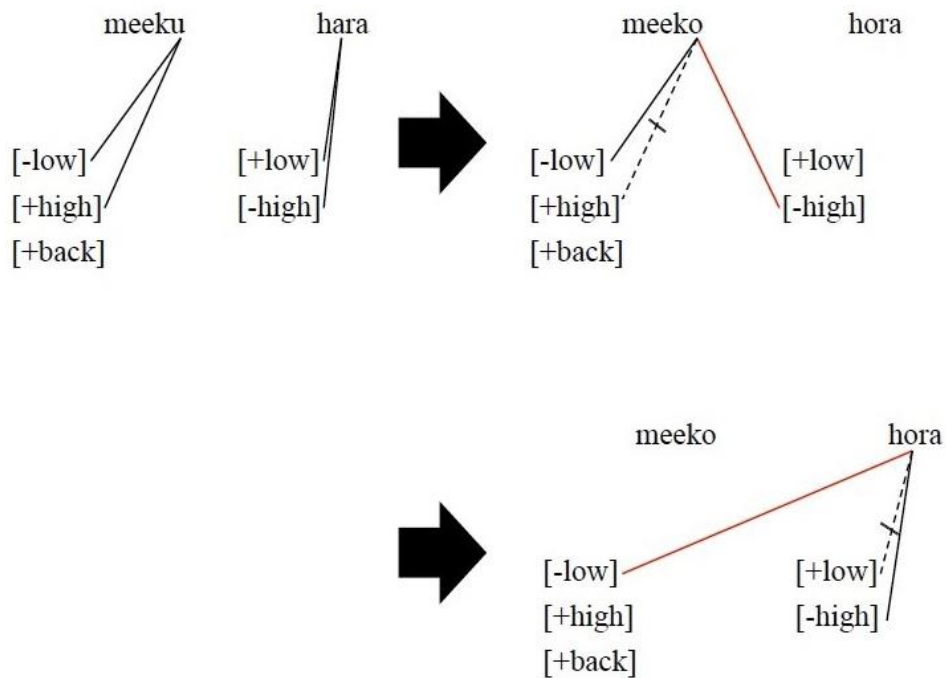 meeku hara meeko hora
[-low] [+low] [-low] [+low]
[+high] [-high] [+high] [-high]
[+back] [+back]
meeko hora
[-low] [+low]
[+high] [-high]
[+back]